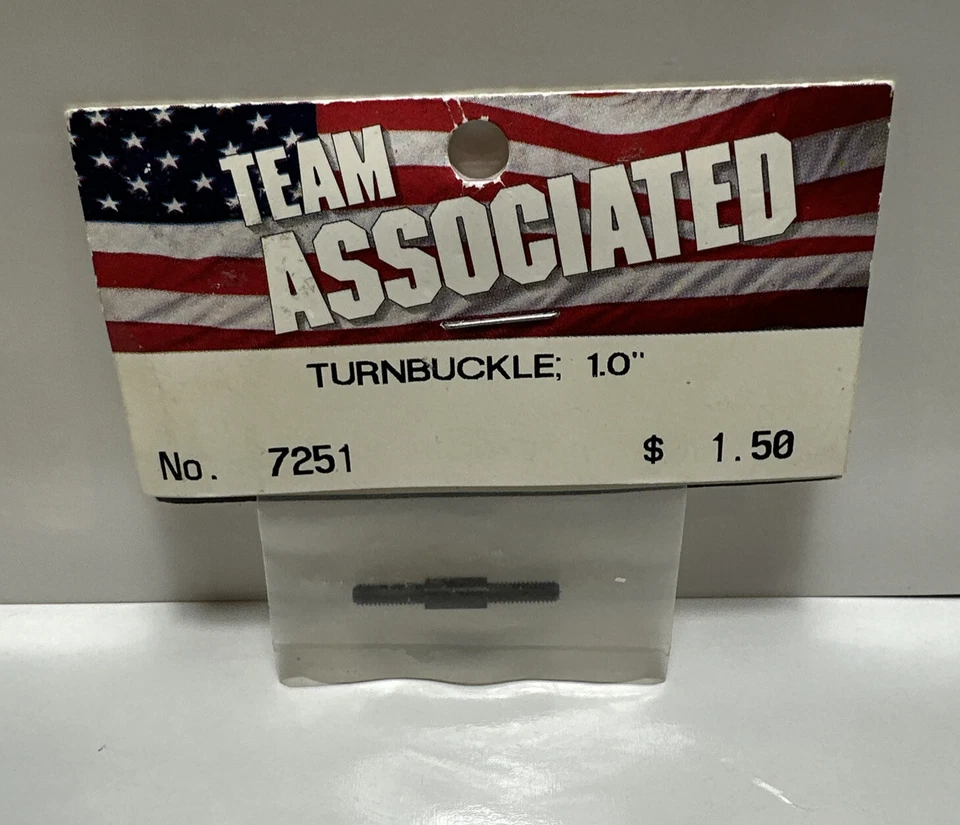 TEAM
ASSOCIATED
TURNBUCKLE; 1.0"
No. 7251 $ 1.50